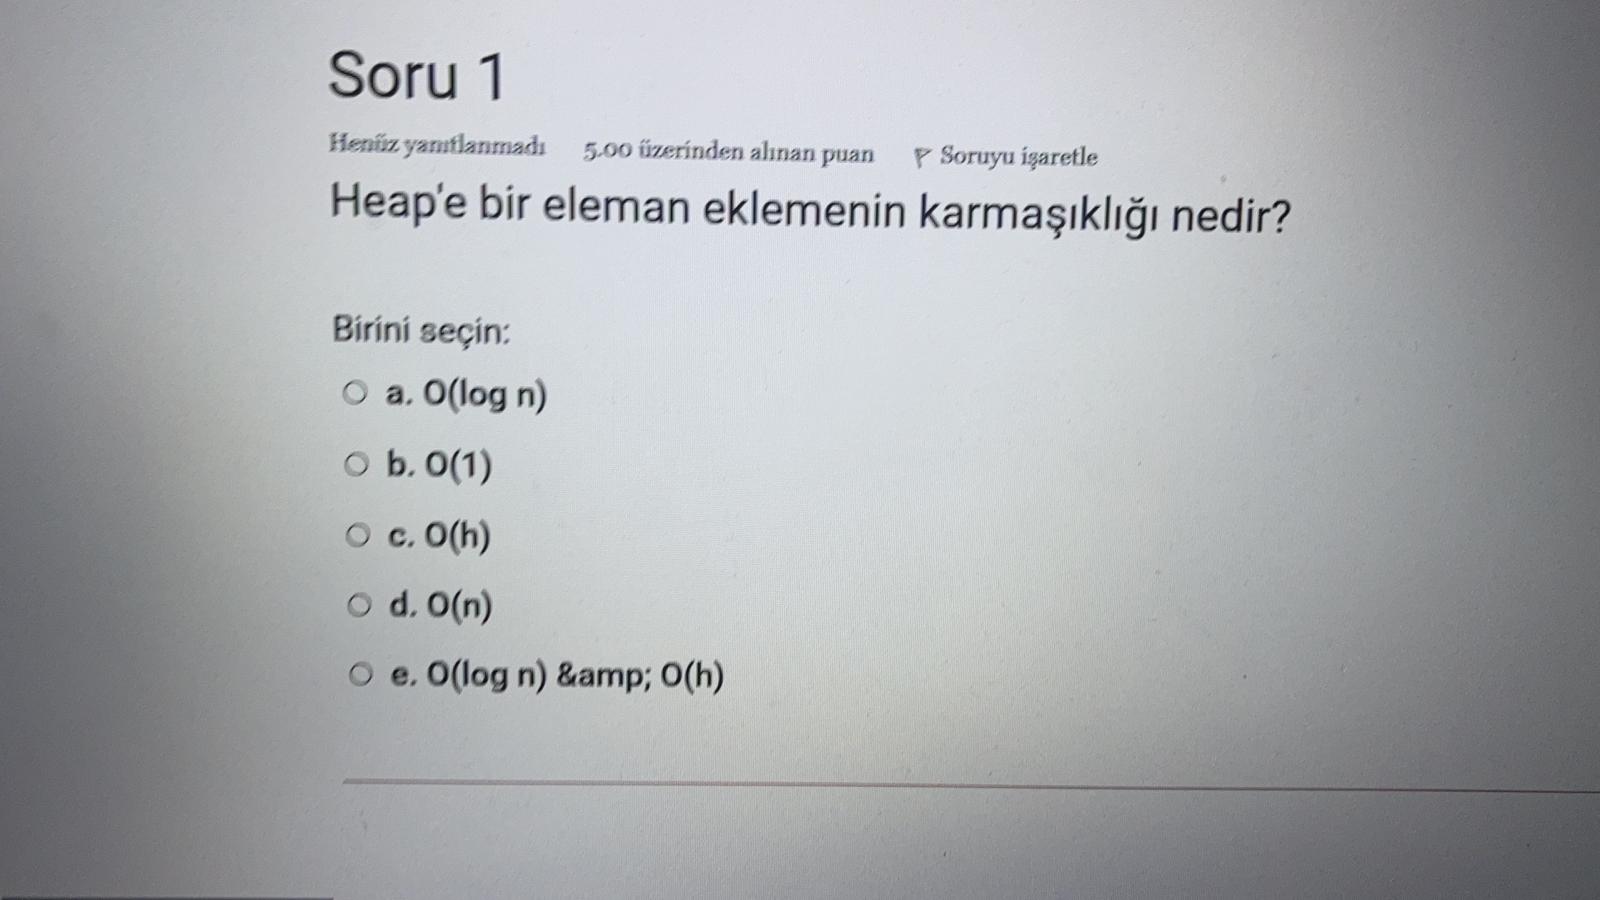 Soru 1
Henüz yanıtlanmadı 5.00 üzerinden alınan puan Soruyu işaretle
Heap'e bir eleman eklemenin karmaşıklığı nedir?
Birini seçin:
a. O(log n)
b. O(1)
c. O(h)
d. O(n)
e. O(log n) &amp; O(h)